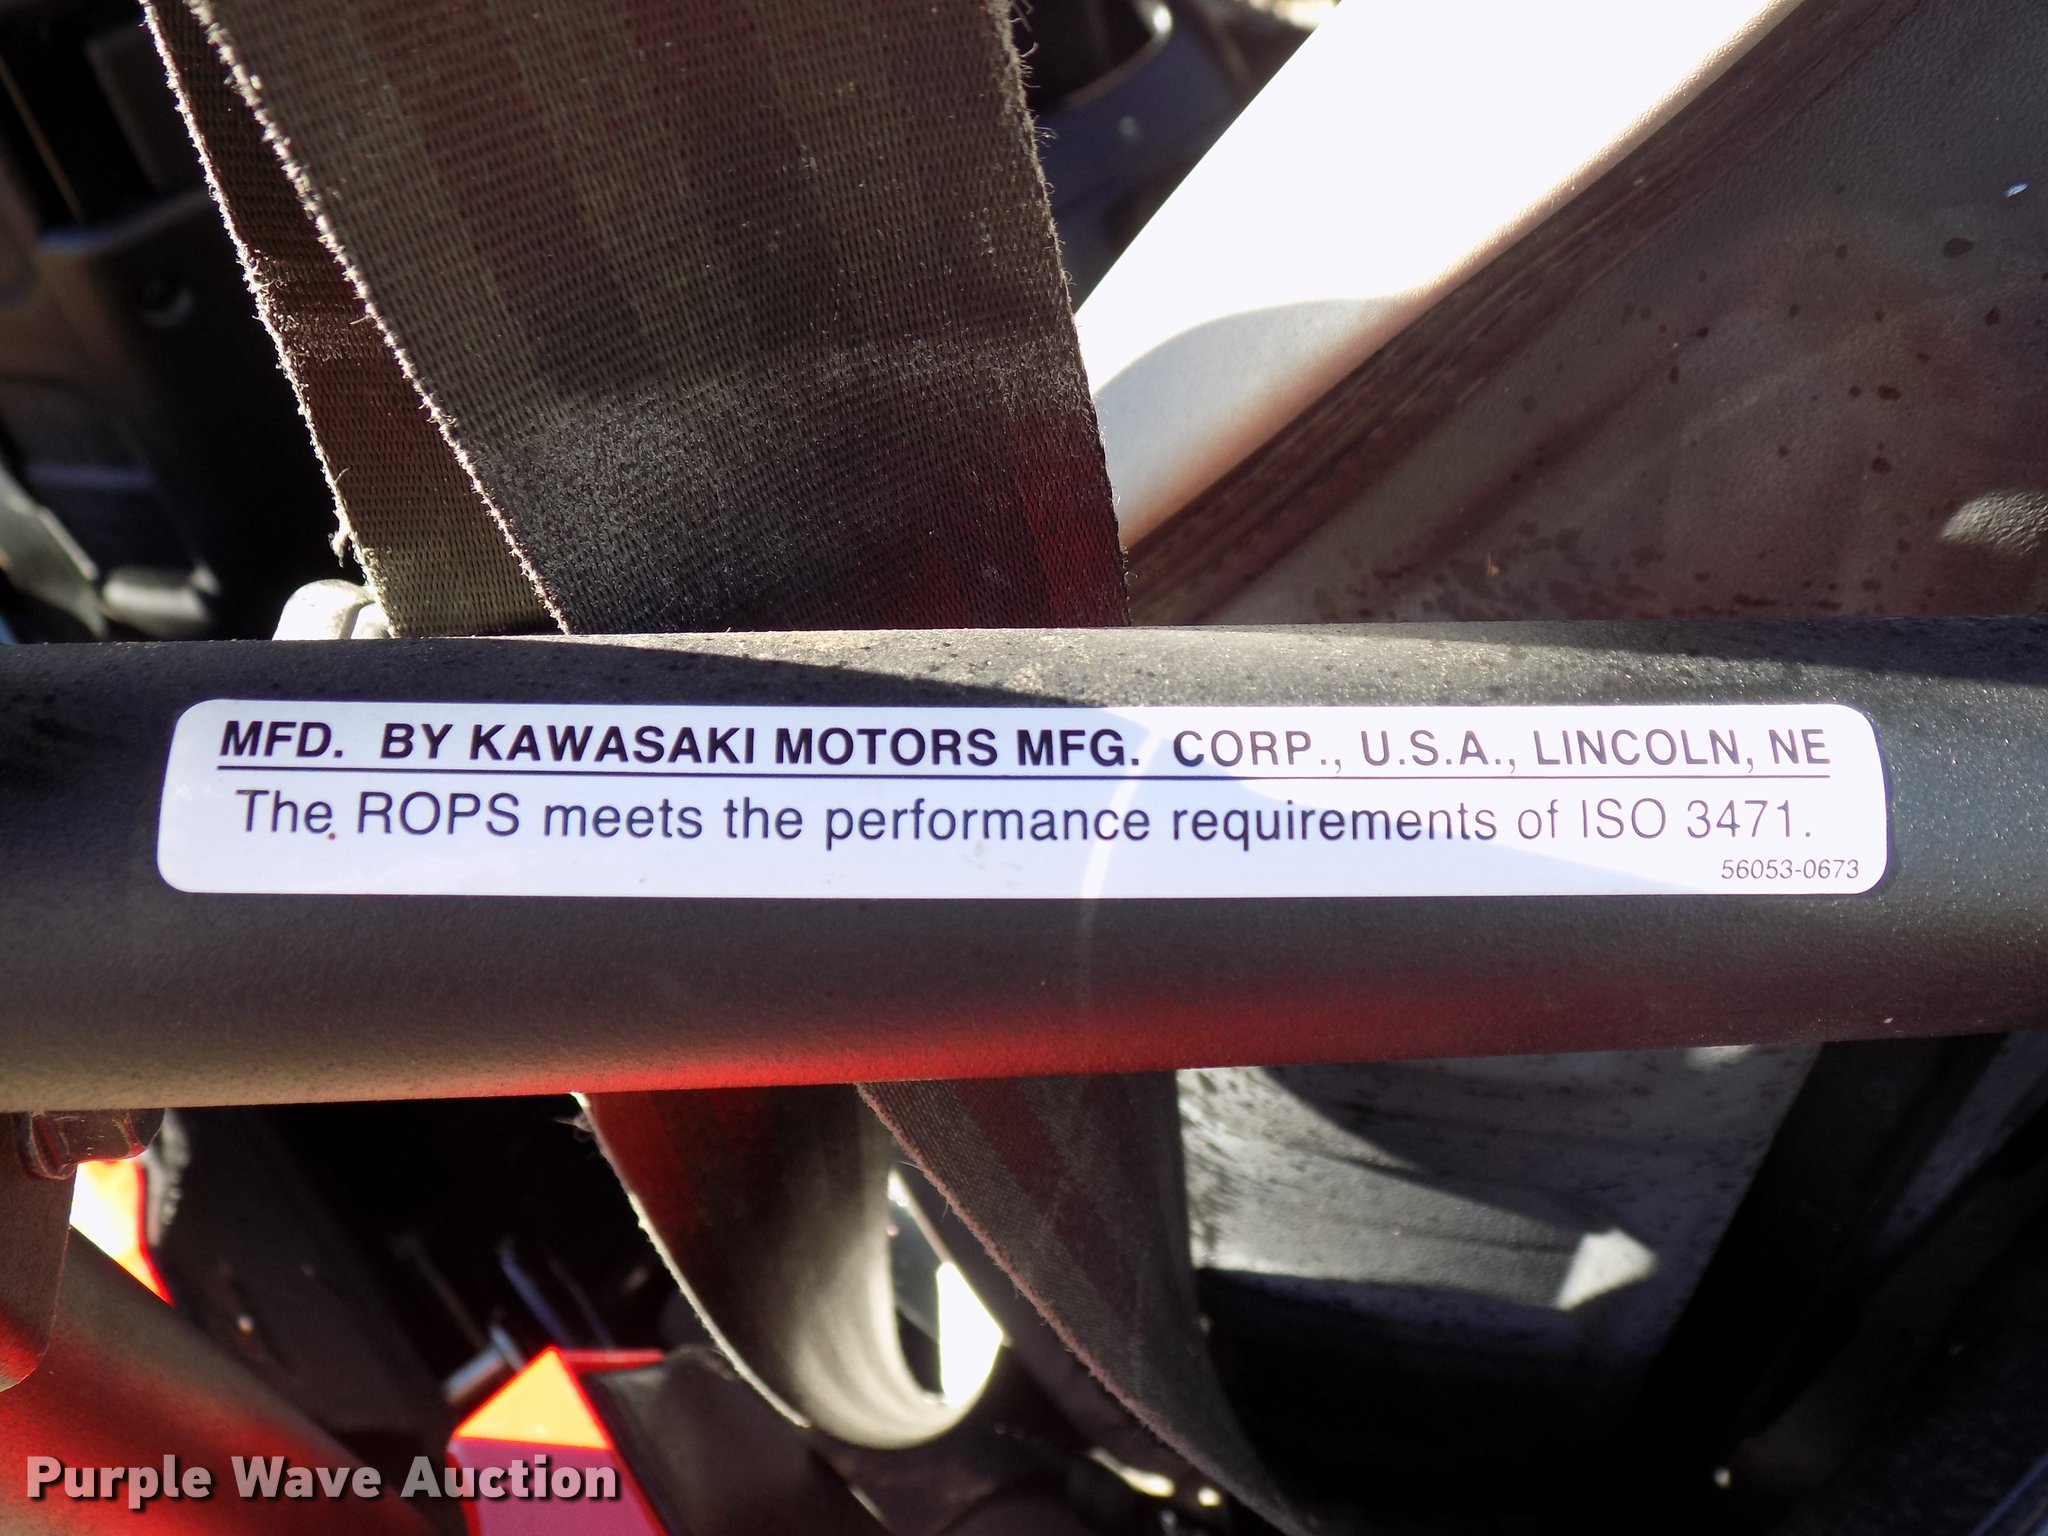 MFD. BY KAWASAKI MOTORS MFG. CORP., U.S.A., LINCOLN, NE
The ROPS meets the performance requirements of ISO 3471.
56053-0673
Purple Wave Auction